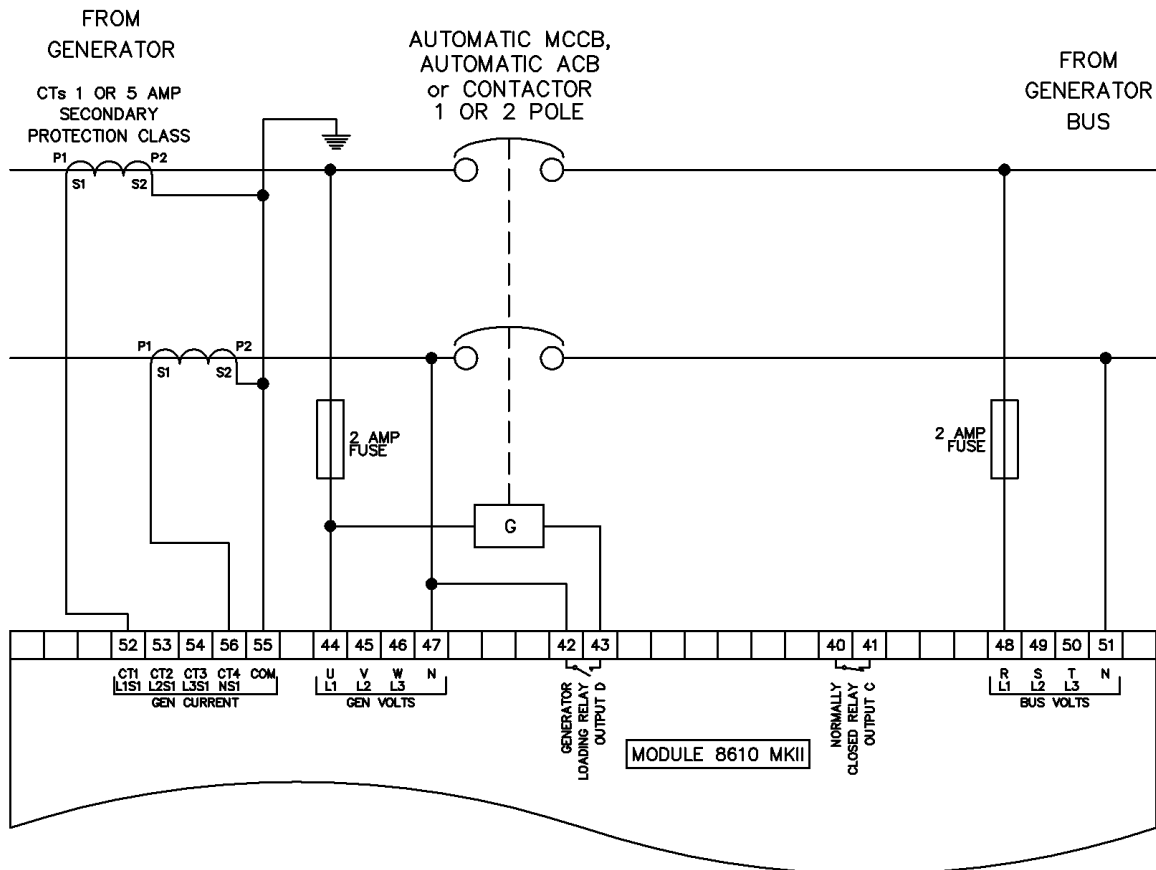 FROM
GENERATOR
CTs 1 OR 5 AMP
SECONDARY
PROTECTION CLASS
AUTOMATIC MCCB,
AUTOMATIC ACB
or CONTACTOR
1 OR 2 POLE
FROM
GENERATOR
BUS
P1 P2
S1 S2
P1 P2
S1 S2
2 AMP
FUSE
2 AMP
FUSE
G
52 53 54 56 55 44 45 46 47 42 43 40 41 48 49 50 51
CT1 CT2 CT3 CT4 COM
L1S1 L2S1 L3S1 NS1
GEN CURRENT
U V W N
L1 L2 L3
GEN VOLTS
GENERATOR
LOADING RELAY
OUTPUT D
NORMALLY
CLOSED RELAY
OUTPUT C
R S T N
L1 L2 L3
BUS VOLTS
MODULE 8610 MKII